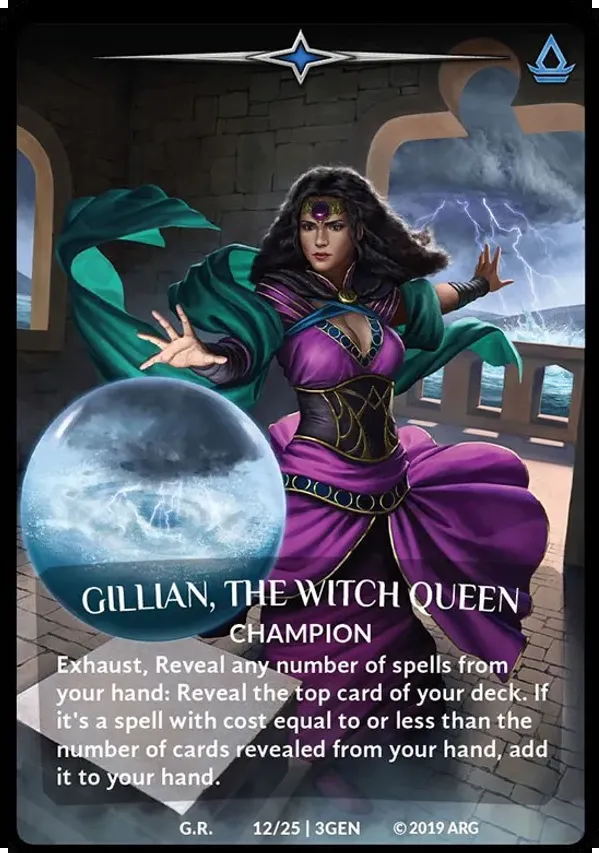 GILLIAN, THE WITCH QUEEN
CHAMPION
Exhaust, Reveal any number of spells from
your hand: Reveal the top card of your deck. If
it's a spell with cost equal to or less than the
number of cards revealed from your hand, add
it to your hand.
G.R. 12/25 | 3GEN © 2019 ARG